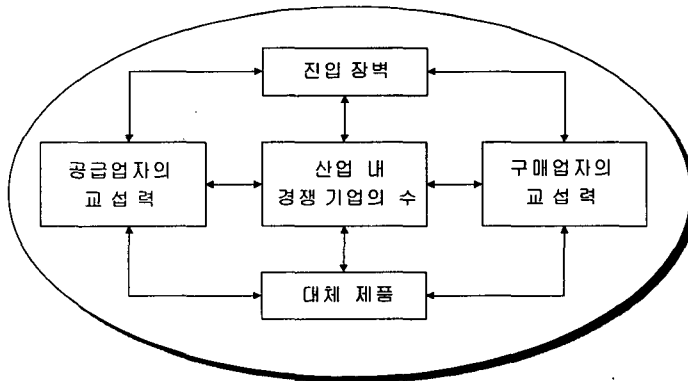 진입 장벽
공급업자의
교 섭 력
산업 내
경쟁 기업의 수
구매업자의
교 섭 력
대체 제품